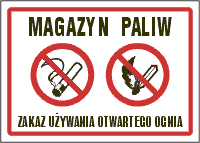 MAGAZYN PALIW
ZAKAZ UŻYWANIA OTWARTEGO OGNIA